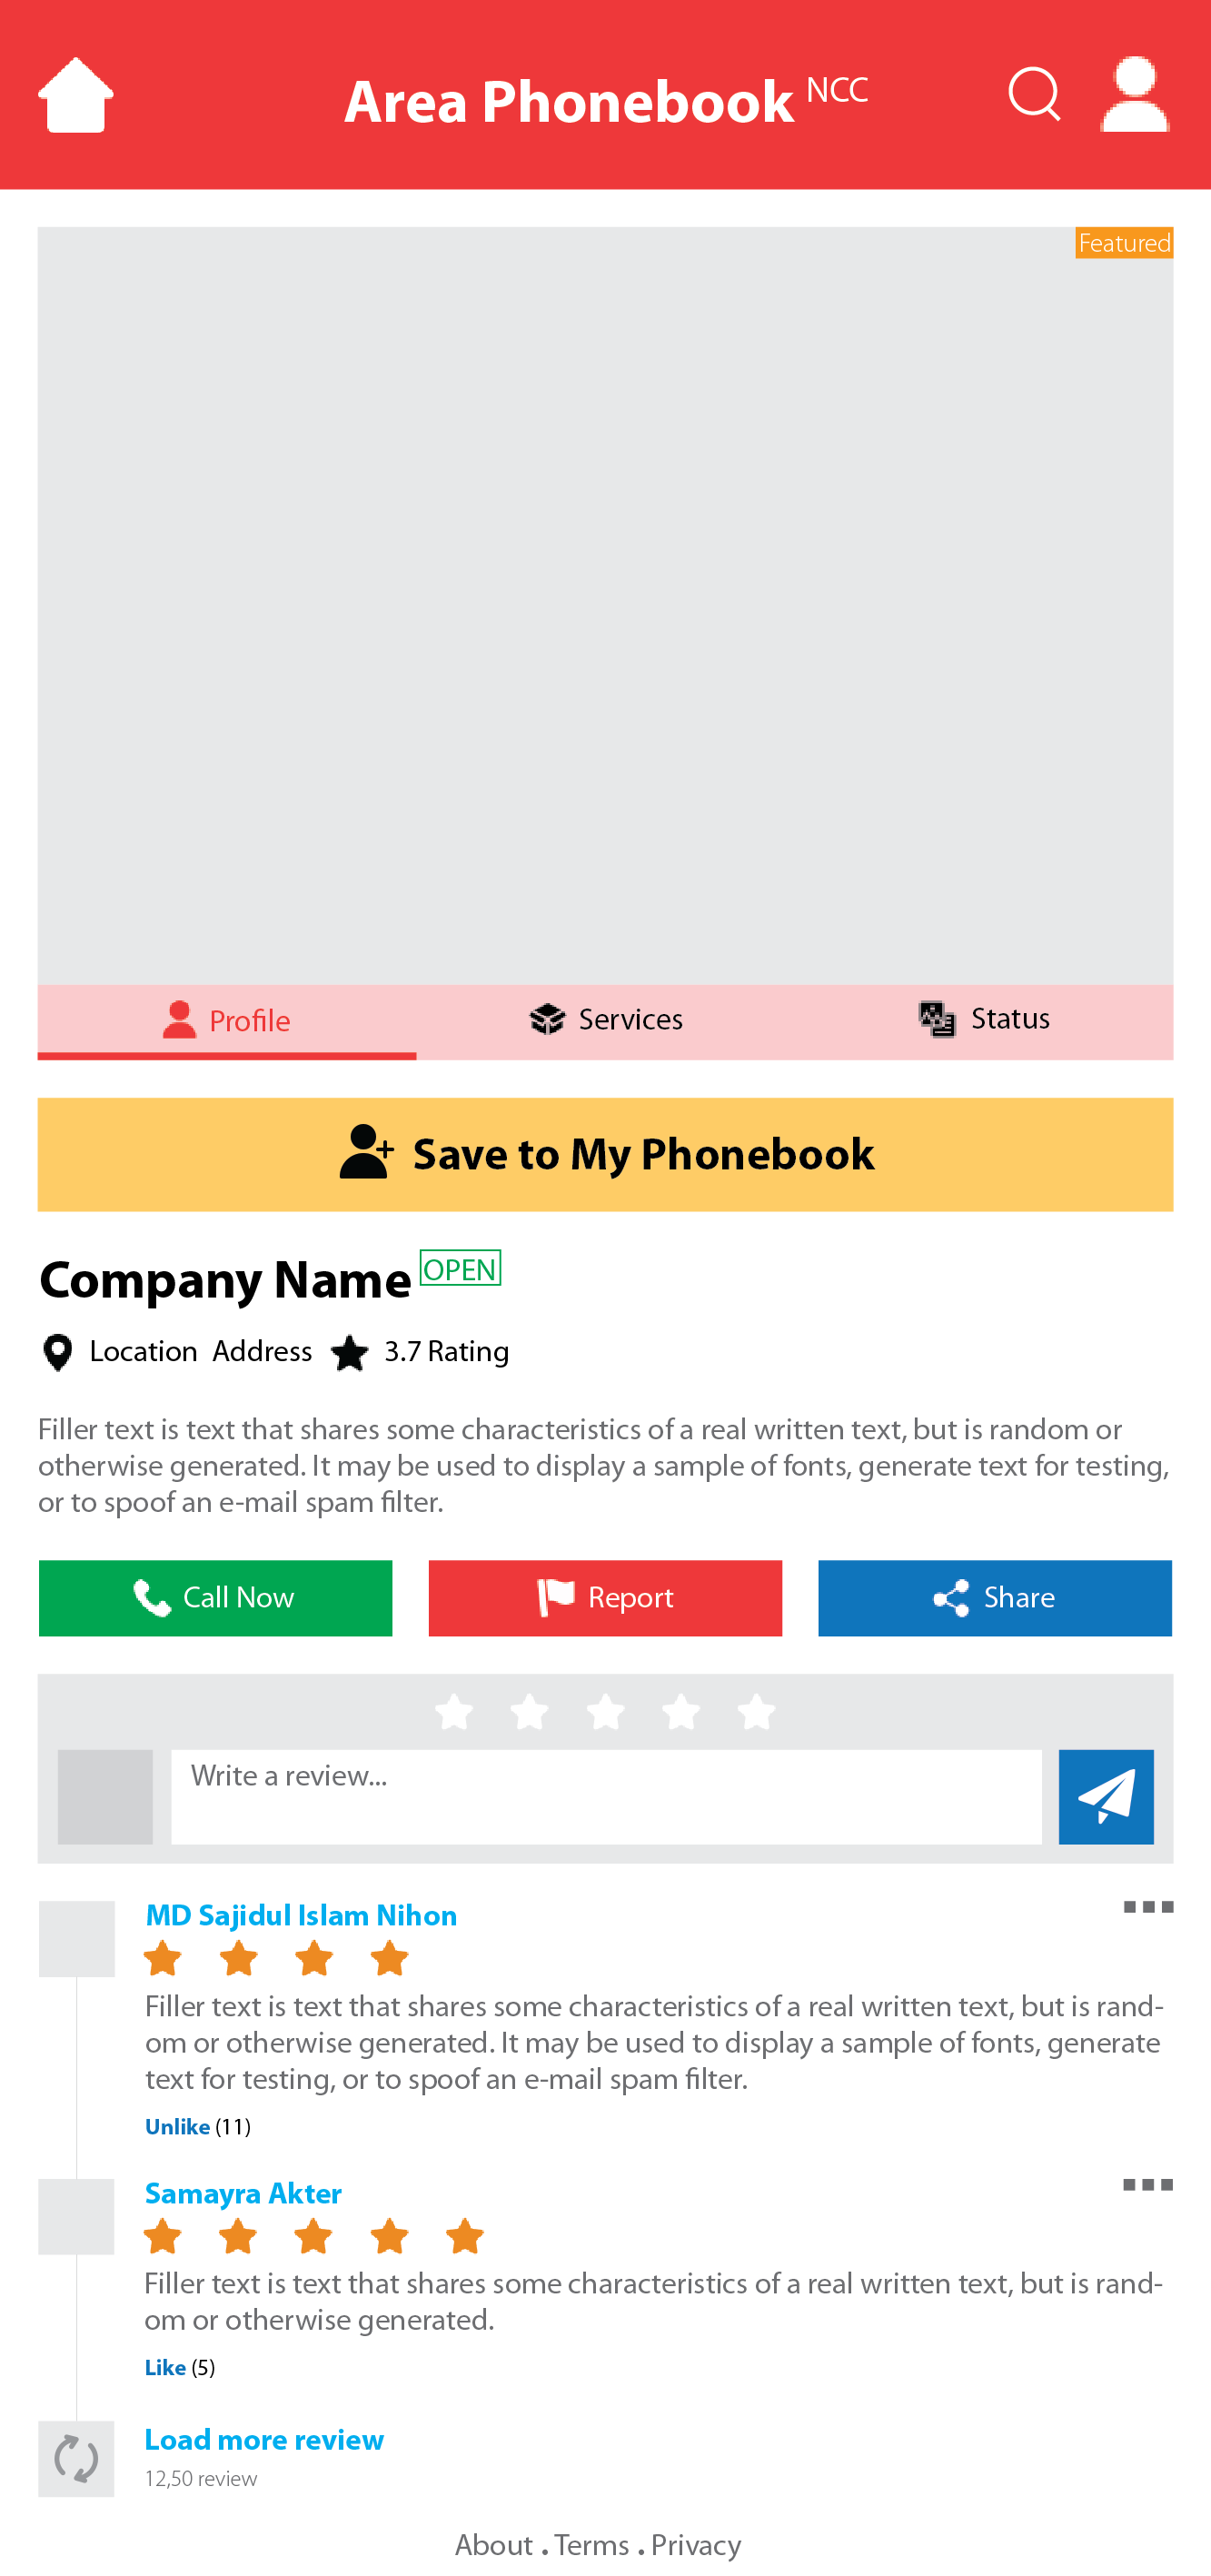 Area Phonebook NCC
Featured
Profile
Services
Status
Save to My Phonebook
Company Name OPEN
Location Address 3.7 Rating
Filler text is text that shares some characteristics of a real written text, but is random or
otherwise generated. It may be used to display a sample of fonts, generate text for testing,
or to spoof an e-mail spam filter.
Call Now
Report
Share
Write a review...
MD Sajidul Islam Nihon
Filler text is text that shares some characteristics of a real written text, but is rand-
om or otherwise generated. It may be used to display a sample of fonts, generate
text for testing, or to spoof an e-mail spam filter.
Unlike (11)
Samayra Akter
Filler text is text that shares some characteristics of a real written text, but is rand-
om or otherwise generated.
Like (5)
Load more review
12,50 review
About . Terms . Privacy